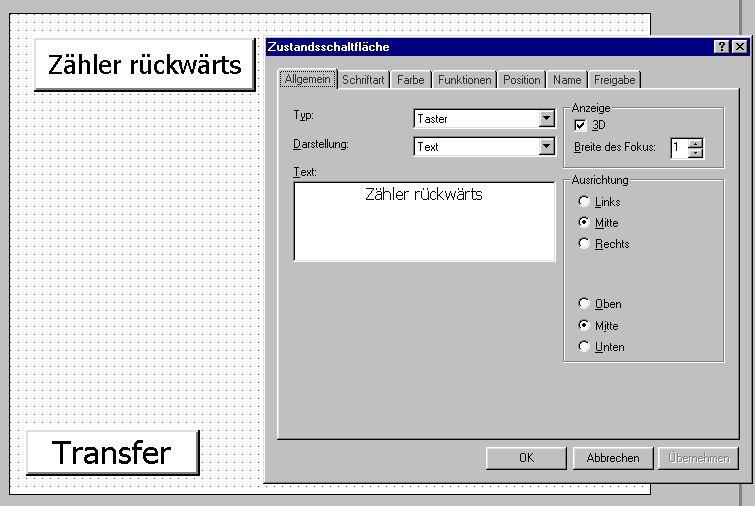 Zähler rückwärts
Zustandsschaltfläche
Allgemein Schriftart Farbe Funktionen Position Name Freigabe
Typ: Taster
Darstellung: Text
Text:
Zähler rückwärts
Anzeige
3D
Breite des Fokus: 1
Ausrichtung
Links
Mitte
Rechts
Oben
Mitte
Unten
Transfer
OK Abbrechen Übernehmen